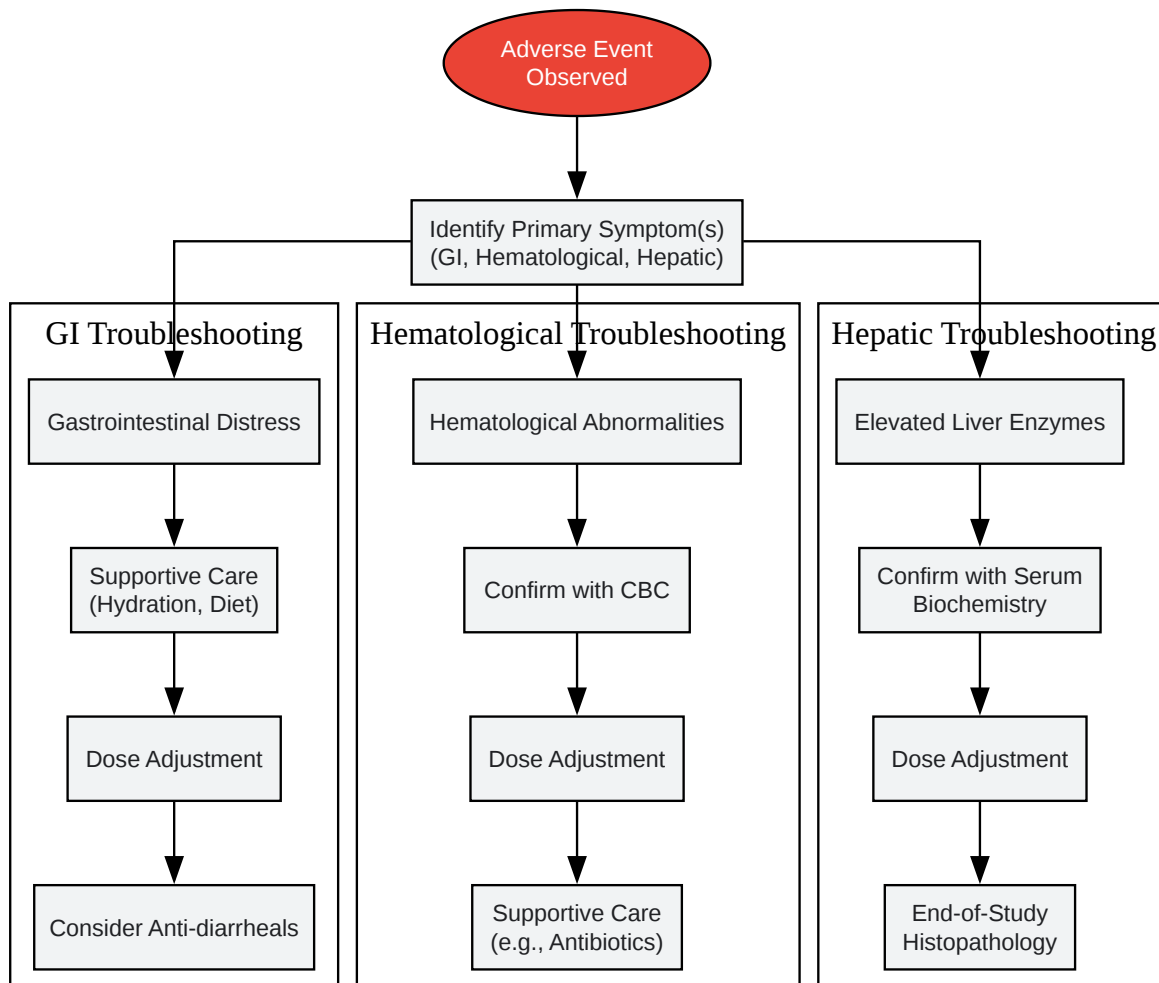 Adverse Event
Observed
Identify Primary Symptom(s)
(GI, Hematological, Hepatic)
GI Troubleshooting
Gastrointestinal Distress
Supportive Care
(Hydration, Diet)
Dose Adjustment
Consider Anti-diarrheals
Hematological Troubleshooting
Hematological Abnormalities
Confirm with CBC
Dose Adjustment
Supportive Care
(e.g., Antibiotics)
Hepatic Troubleshooting
Elevated Liver Enzymes
Confirm with Serum
Biochemistry
Dose Adjustment
End-of-Study
Histopathology